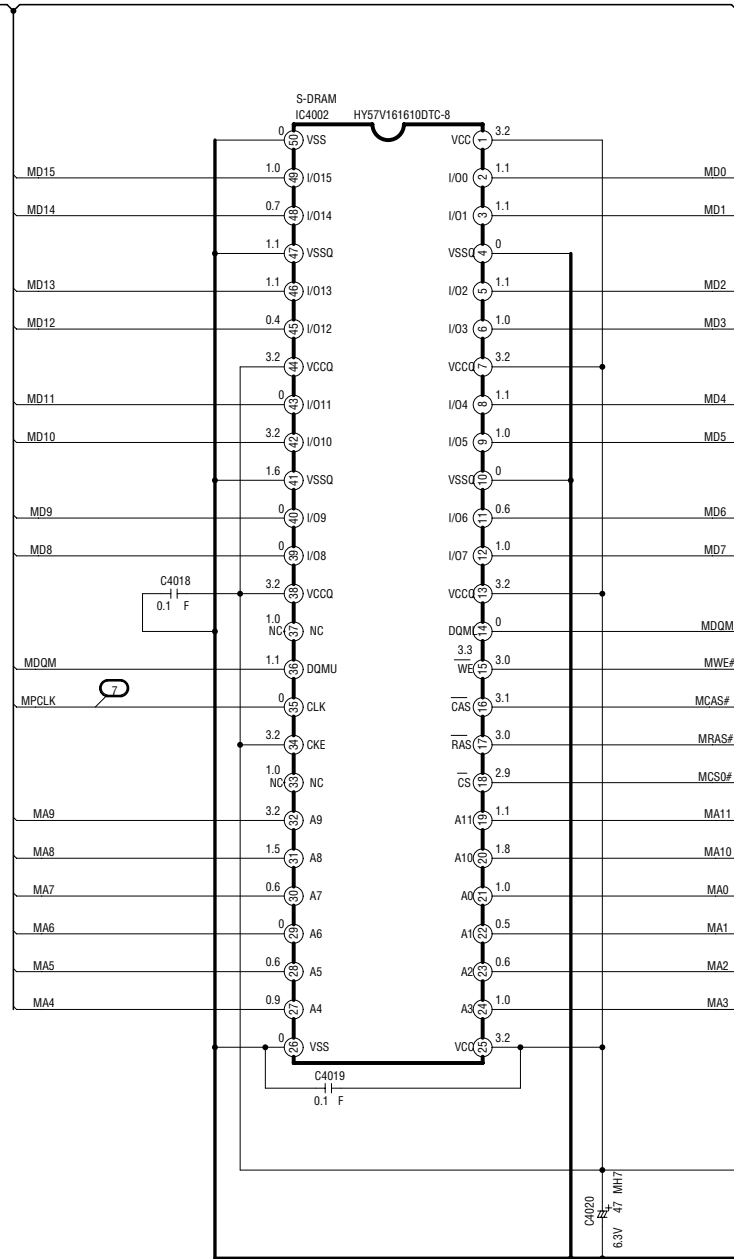 S-DRAM
IC4002 HY57V161610DTC-8
0 50 VSS VCC 1 3.2
MD15 1.0 49 I/O15 I/O0 2 1.1 MD0
MD14 0.7 48 I/O14 I/O1 3 1.1 MD1
1.1 47 VSSQ VSSQ 4 0
MD13 1.1 46 I/O13 I/O2 5 1.1 MD2
MD12 0.4 45 I/O12 I/O3 6 1.0 MD3
3.2 44 VCCQ VCCQ 7 3.2
MD11 0 43 I/O11 I/O4 8 1.1 MD4
MD10 3.2 42 I/O10 I/O5 9 1.0 MD5
1.6 41 VSSQ VSSQ 10 0
MD9 0 40 I/O9 I/O6 11 0.6 MD6
MD8 0 39 I/O8 I/O7 12 1.0 MD7
C4018
0.1 F
3.2 38 VCCQ VCCQ 13 3.2
1.0 NC 37 NC DQML 14 0 MDQM
MDQM 1.1 36 DQMU 3.3 WE 15 3.0 MWE#
MPCLK 7 0 35 CLK CAS 16 3.1 MCAS#
3.2 34 CKE RAS 17 3.0 MRAS#
1.0 NC 33 NC CS 18 2.9 MCS0#
MA9 3.2 32 A9 A11 19 1.1 MA11
MA8 1.5 31 A8 A10 20 1.8 MA10
MA7 0.6 30 A7 A0 21 1.0 MA0
MA6 0 29 A6 A1 22 0.5 MA1
MA5 0.6 28 A5 A2 23 0.6 MA2
MA4 0.9 27 A4 A3 24 1.0 MA3
0 26 VSS VCC 25 3.2
C4019
0.1 F
C4020
+
47 MH7
6.3V